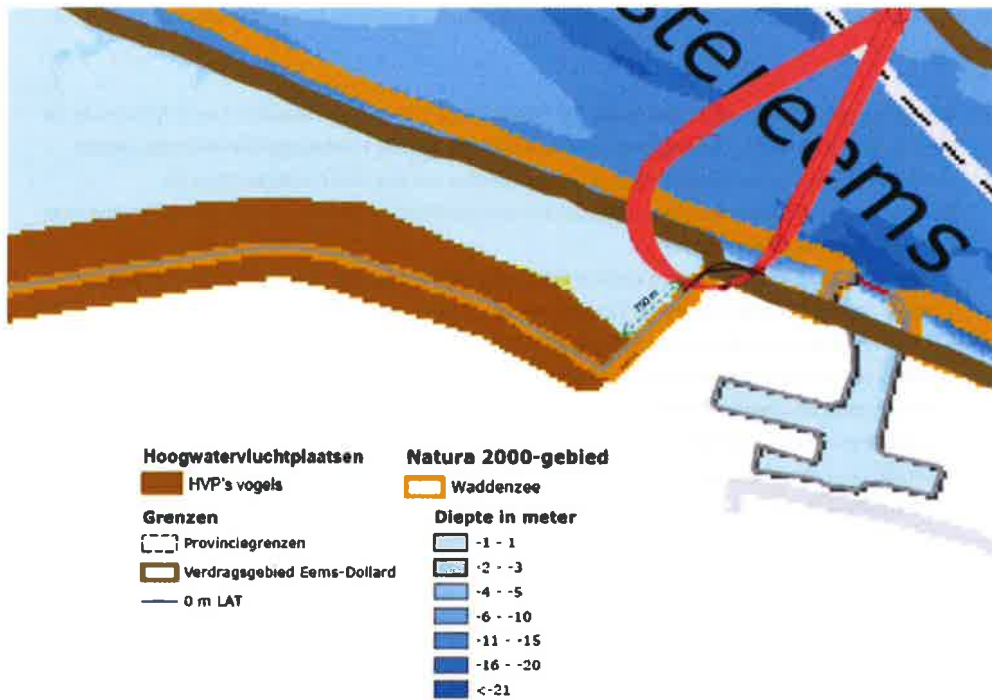 stereems
750 m
Hoogwatervluchtplaatsen
HVP's vogels
Grenzen
Provinciegrenzen
Verdragsgebied Eems-Dollard
0 m LAT
Natura 2000-gebied
Waddenzee
Diepte in meter
-1 - 1
-2 - -3
-4 - -5
-6 - -10
-11 - -15
-16 - -20
<-21